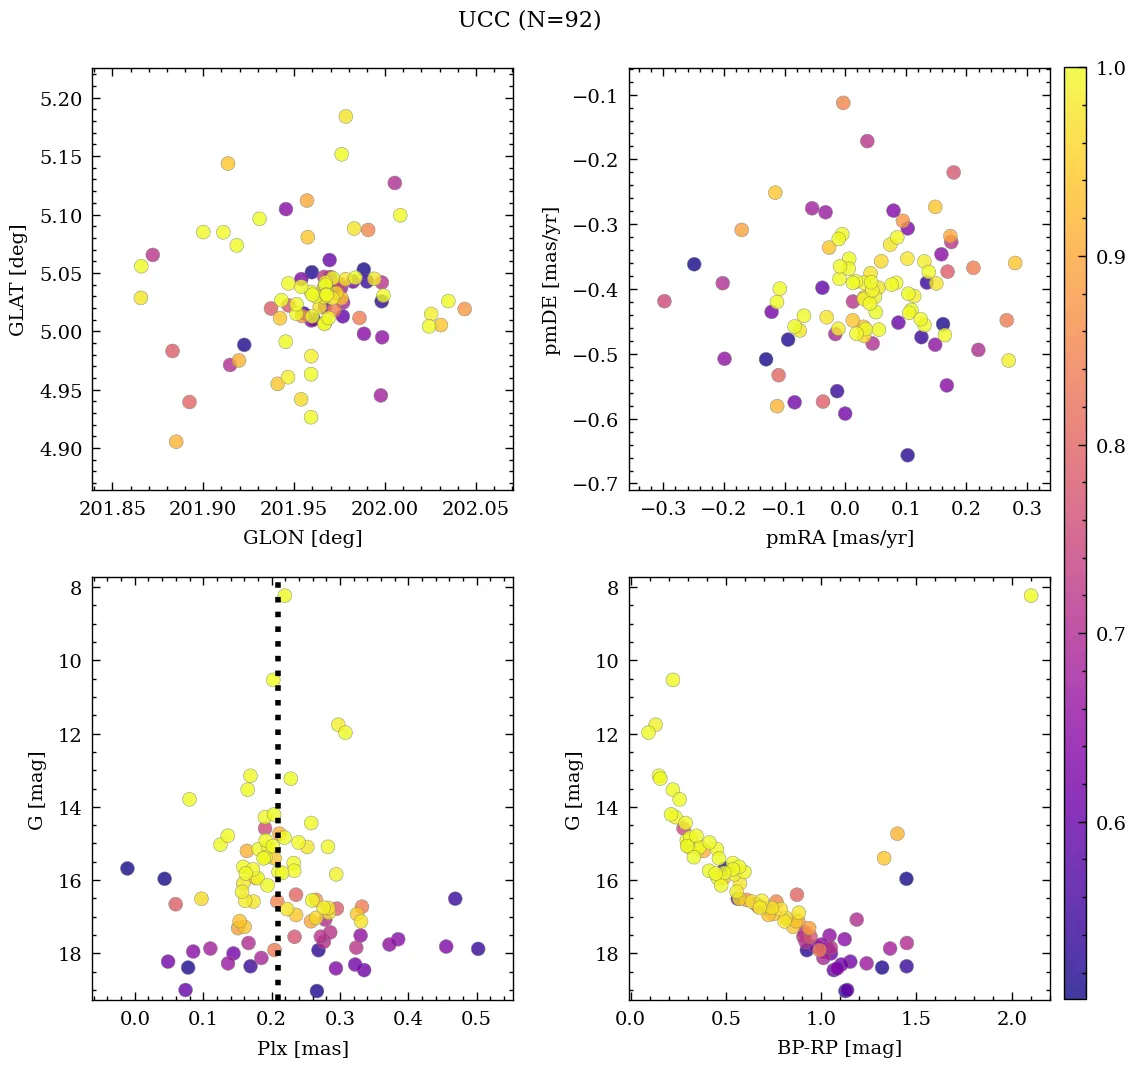 UCC (N=92)
5.20
5.15
5.10
5.05
5.00
4.95
4.90
GLAT [deg]
201.85 201.90 201.95 202.00 202.05
GLON [deg]
−0.1
−0.2
−0.3
−0.4
−0.5
−0.6
−0.7
pmDE [mas/yr]
−0.3 −0.2 −0.1 0.0 0.1 0.2 0.3
pmRA [mas/yr]
1.0
0.9
0.8
0.7
0.6
8
10
12
14
16
18
G [mag]
0.0 0.1 0.2 0.3 0.4 0.5
Plx [mas]
8
10
12
14
16
18
G [mag]
0.0 0.5 1.0 1.5 2.0
BP-RP [mag]